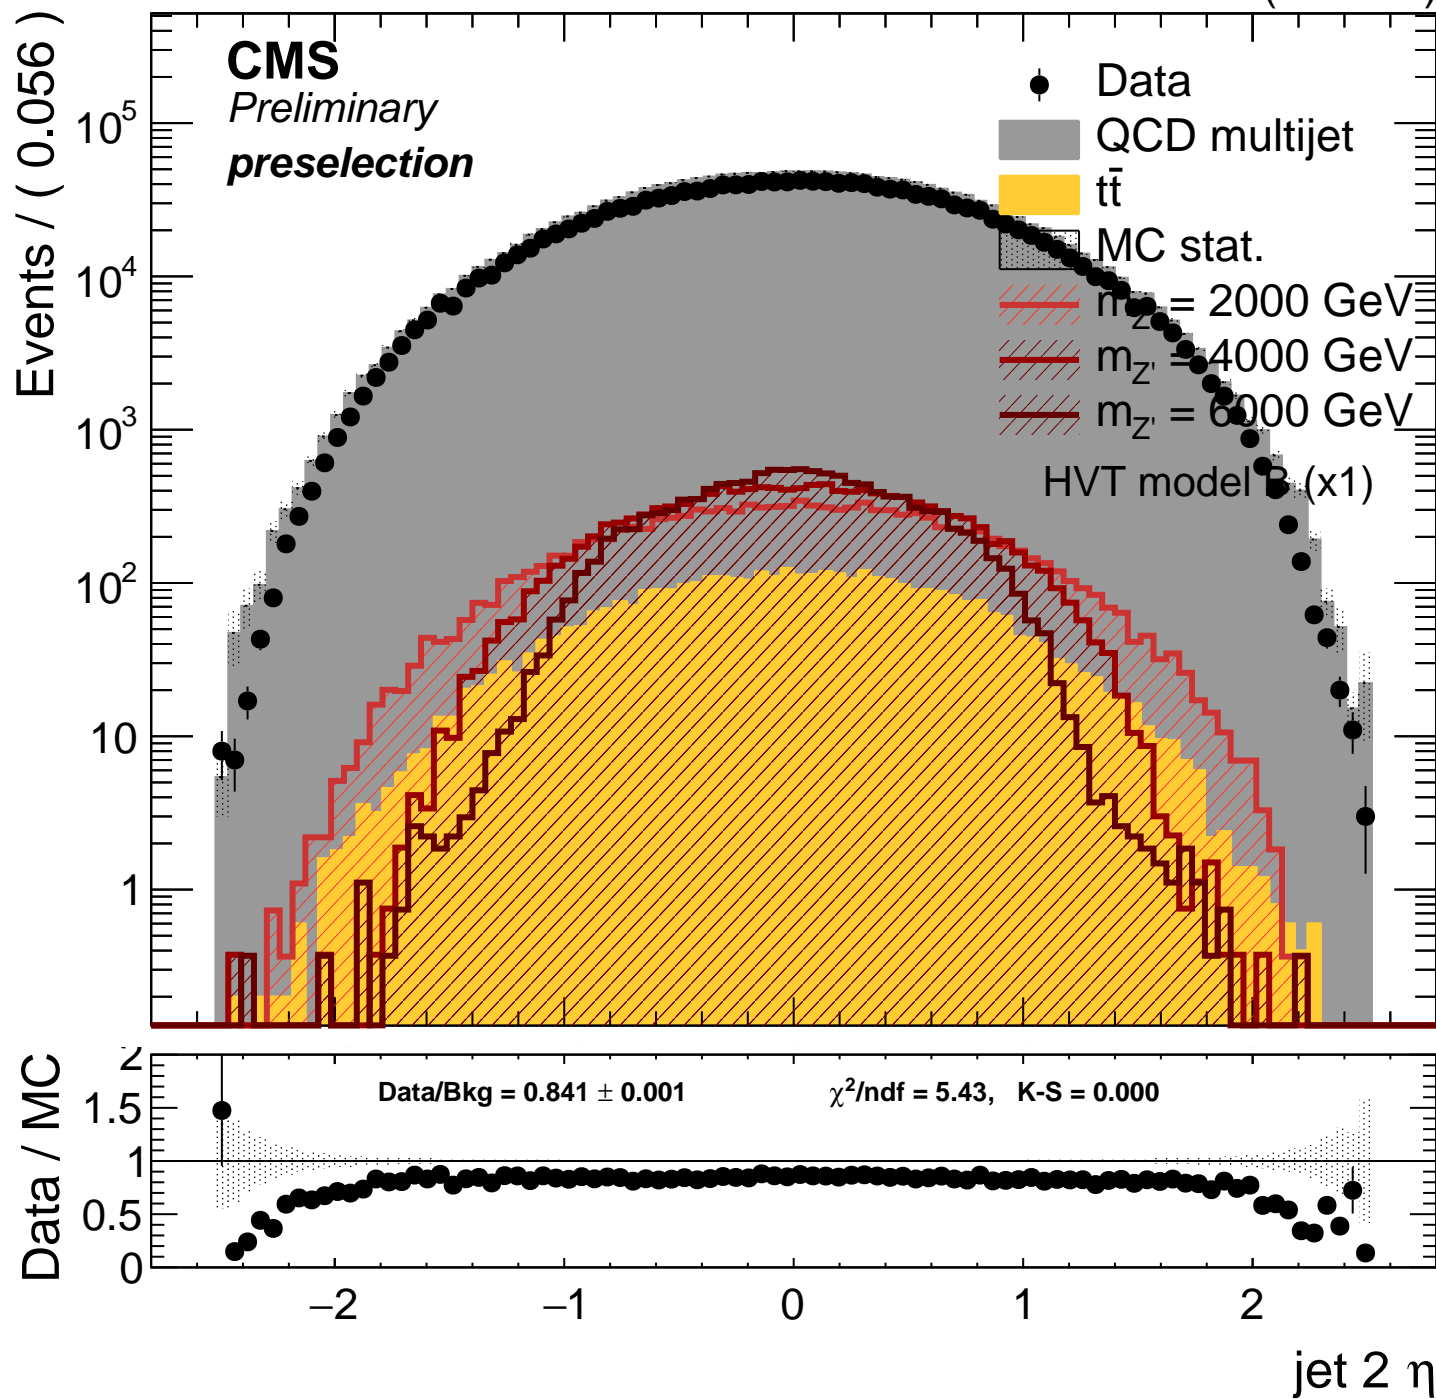 CMS
Preliminary
preselection
Data
QCD multijet
tt̄
MC stat.
m_Z' = 2000 GeV
m_Z' = 4000 GeV
m_Z' = 6000 GeV
HVT model B (x1)
Events / ( 0.056 )
10^5
10^4
10^3
10^2
10
1
Data/Bkg = 0.841 ± 0.001
χ²/ndf = 5.43, K-S = 0.000
Data / MC
2
1.5
1
0.5
0
−2
−1
0
1
2
jet 2 η